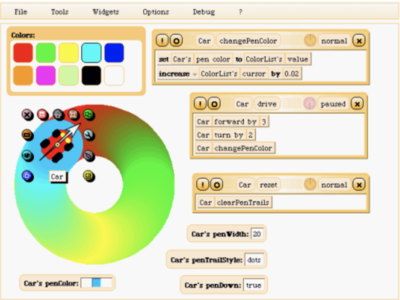 File Tools Widgets Options Debug ?
Colors:
! Car changePenColor normal
set Car's pen color to ColorList's value
increase - ColorList's cursor by 0.02
! Car drive paused
Car forward by 3
Car turn by 2
Car changePenColor
Car
! Car reset normal
Car clearPenTrails
Car's penWidth: 20
Car's penTrailStyle: dots
Car's penColor:
Car's penDown: true